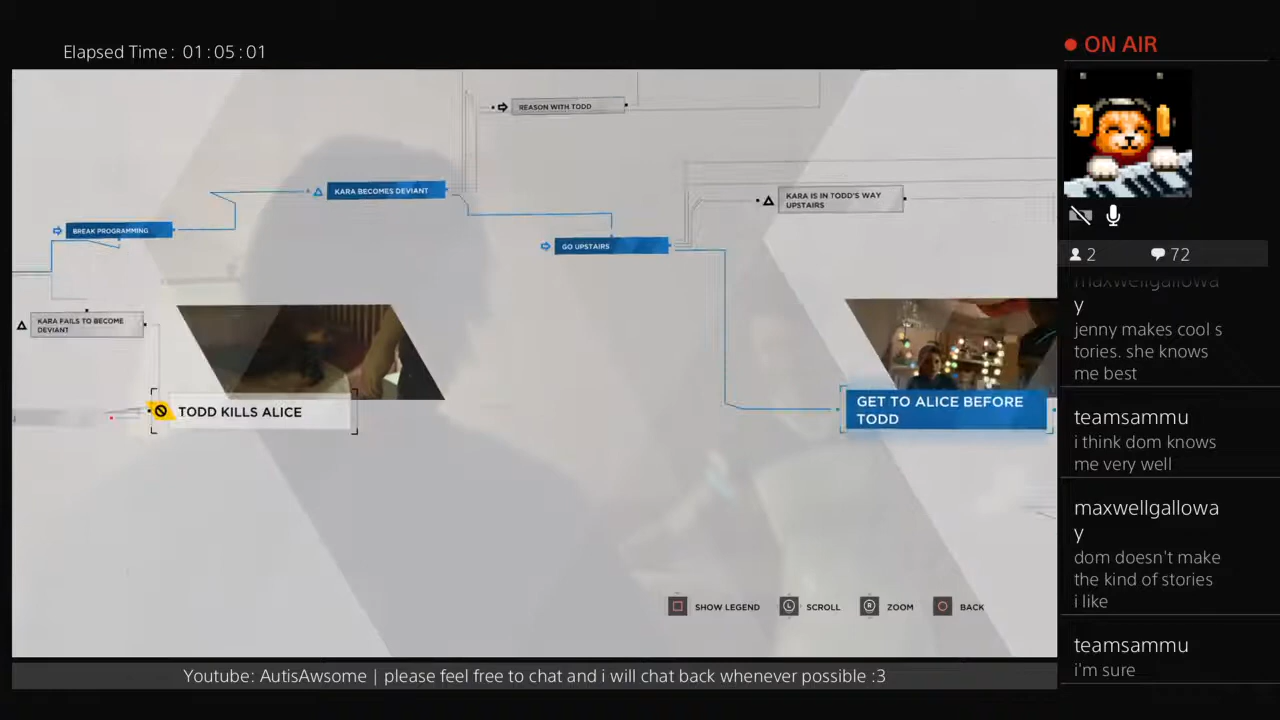 Elapsed Time: 01:05:01
ON AIR
REASON WITH TODD
KARA BECOMES DEVIANT
KARA IS IN TODD'S WAY
UPSTAIRS
BREAK PROGRAMMING
GO UPSTAIRS
2
72
maxwellgallowa
y
jenny makes cool s
tories. she knows
me best
KARA FAILS TO BECOME
DEVIANT
TODD KILLS ALICE
GET TO ALICE BEFORE
TODD
teamsammu
i think dom knows
me very well
maxwellgallowa
y
dom doesn't make
the kind of stories
i like
SHOW LEGEND
L
SCROLL
R
ZOOM
BACK
teamsammu
i'm sure
Youtube: AutisAwsome | please feel free to chat and i will chat back whenever possible :3